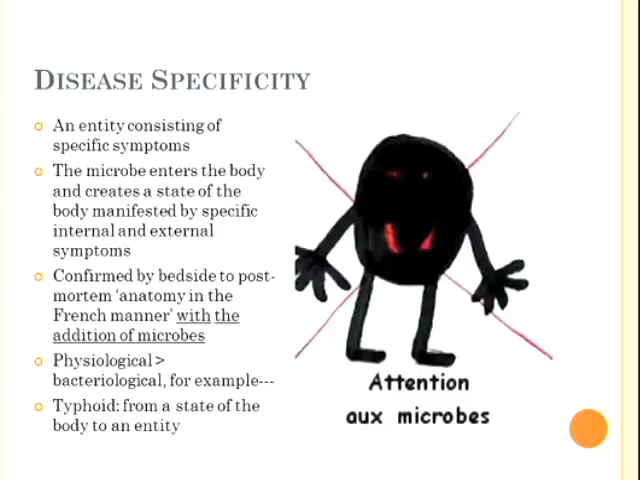 DISEASE SPECIFICITY
An entity consisting of
specific symptoms
The microbe enters the body
and creates a state of the
body manifested by specific
internal and external
symptoms
Confirmed by bedside to post-
mortem ‘anatomy in the
French manner’ with the
addition of microbes
Physiological >
bacteriological, for example---
Typhoid: from a state of the
body to an entity
Attention
aux microbes